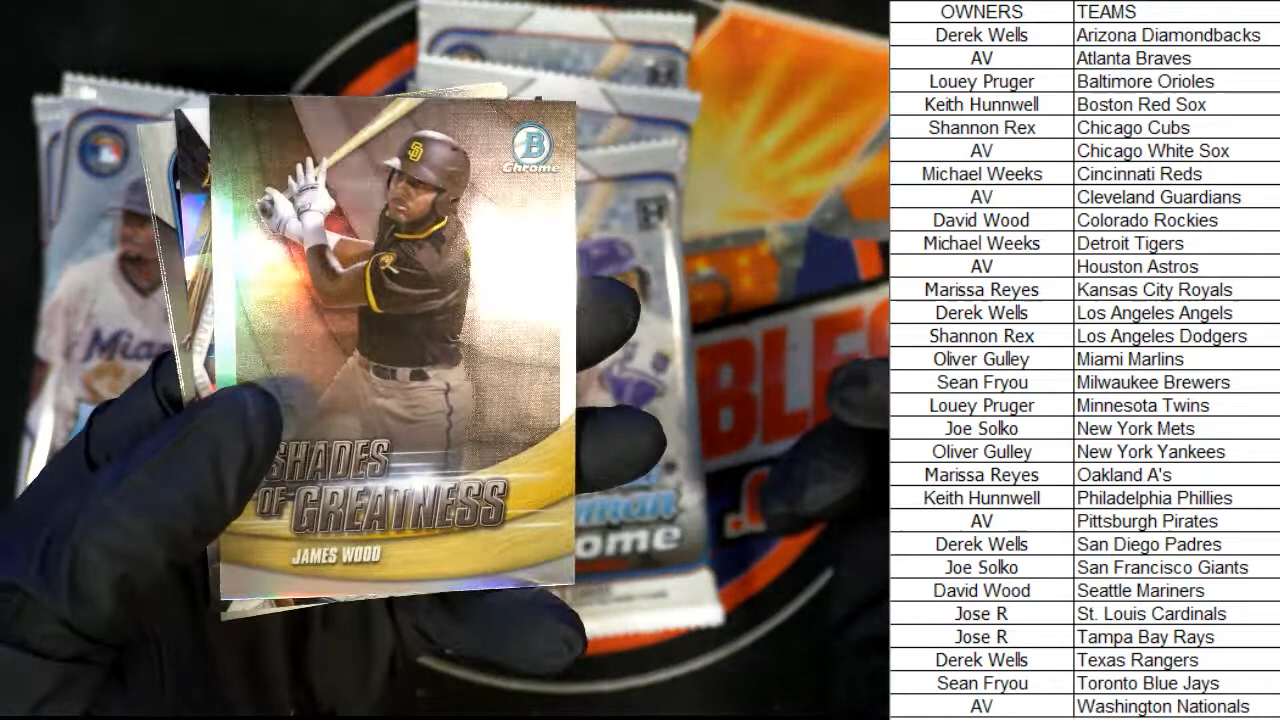 SD
B
Chrome
R
Mia
SHADES
OF GREATNESS
JAMES WOOD
BLE
ome
OWNERS TEAMS
Derek Wells Arizona Diamondbacks
AV Atlanta Braves
Louey Pruger Baltimore Orioles
Keith Hunnwell Boston Red Sox
Shannon Rex Chicago Cubs
AV Chicago White Sox
Michael Weeks Cincinnati Reds
AV Cleveland Guardians
David Wood Colorado Rockies
Michael Weeks Detroit Tigers
AV Houston Astros
Marissa Reyes Kansas City Royals
Derek Wells Los Angeles Angels
Shannon Rex Los Angeles Dodgers
Oliver Gulley Miami Marlins
Sean Fryou Milwaukee Brewers
Louey Pruger Minnesota Twins
Joe Solko New York Mets
Oliver Gulley New York Yankees
Marissa Reyes Oakland A's
Keith Hunnwell Philadelphia Phillies
AV Pittsburgh Pirates
Derek Wells San Diego Padres
Joe Solko San Francisco Giants
David Wood Seattle Mariners
Jose R St. Louis Cardinals
Jose R Tampa Bay Rays
Derek Wells Texas Rangers
Sean Fryou Toronto Blue Jays
AV Washington Nationals